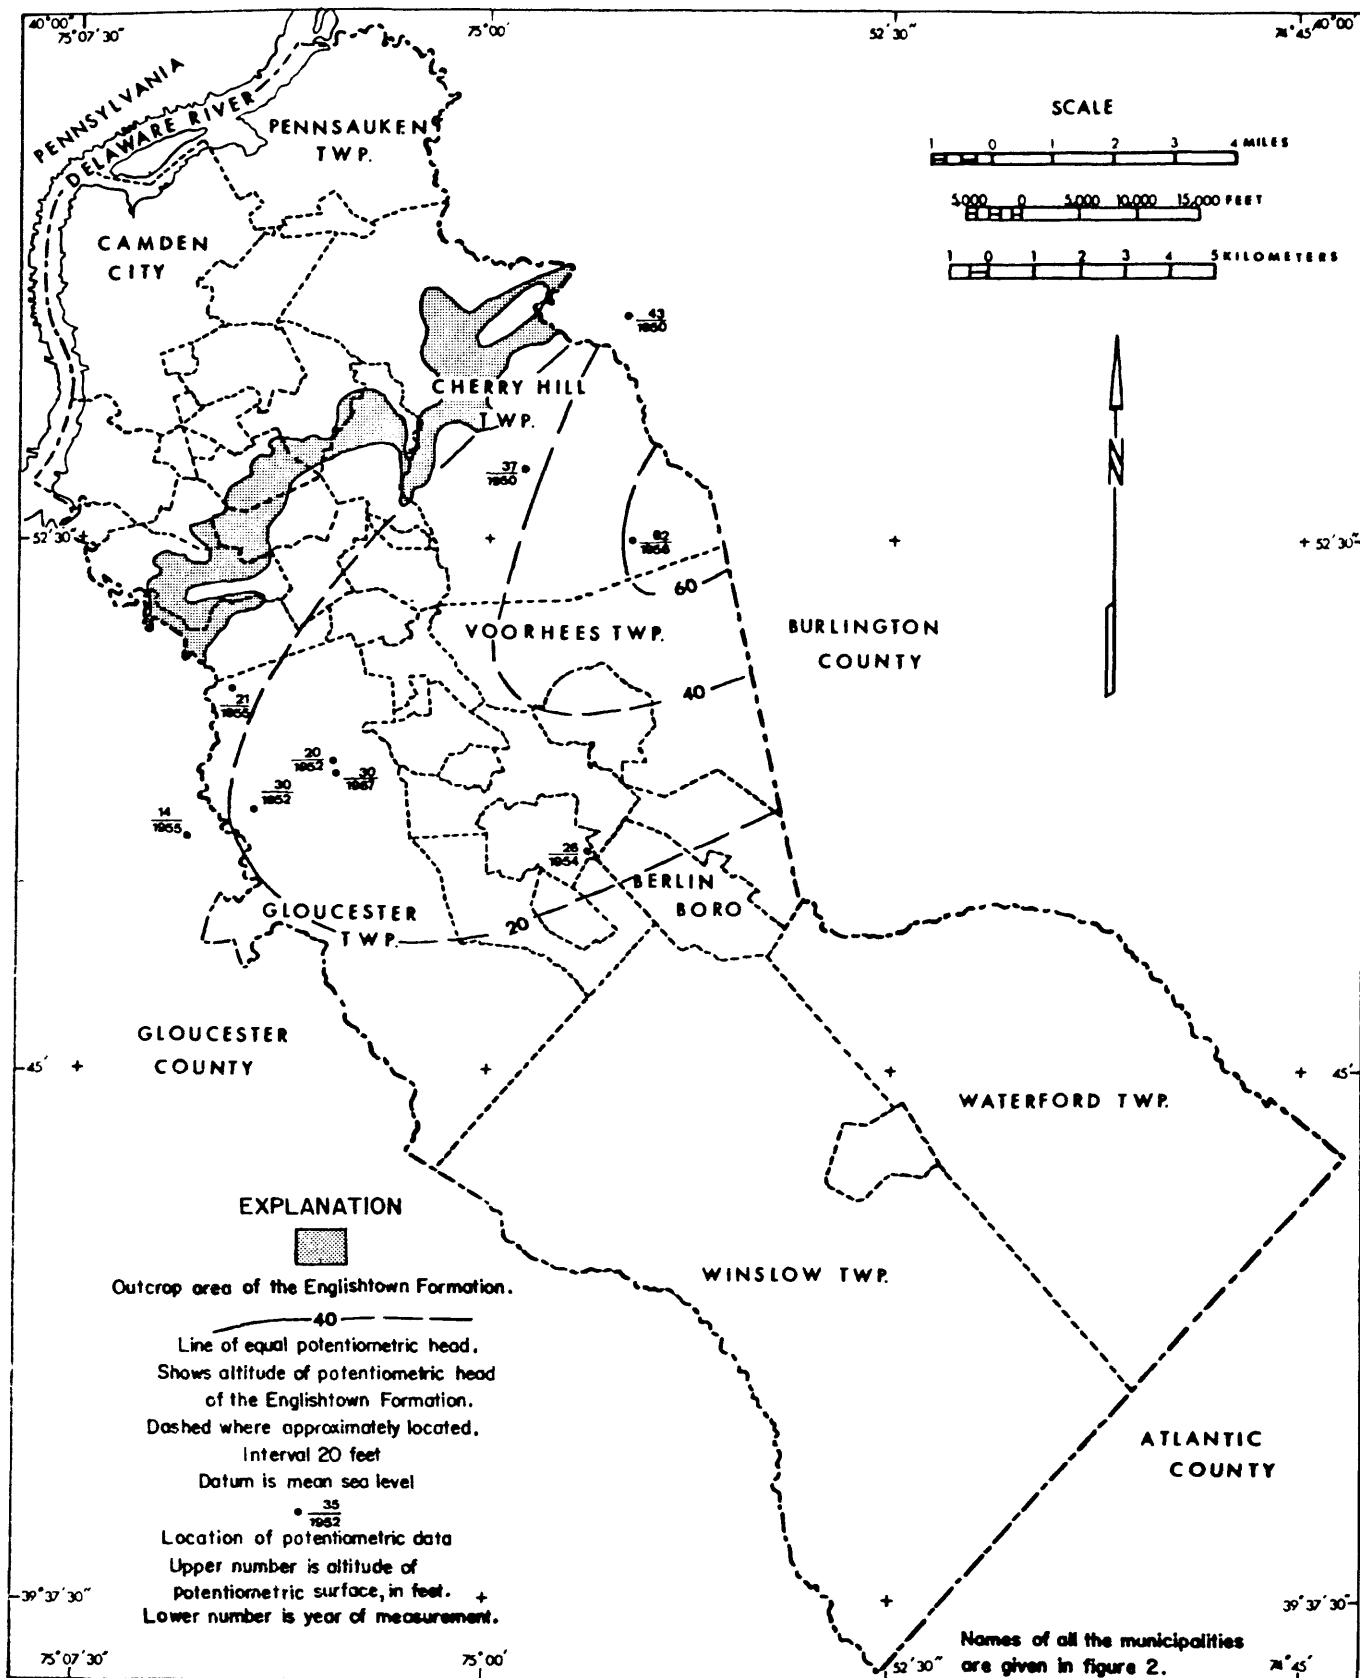 40°00″
75°07'30″
75°00'
52'30″
74°45'
40°00'
PENNSYLVANIA
DELAWARE RIVER
PENNSAUKEN
TWP.
SCALE
1 0 1 2 3 4 MILES
5,000 0 5,000 10,000 15,000 FEET
1 0 1 2 3 4 5 KILOMETERS
CAMDEN
CITY
43
1950
CHERRY HILL
TWP.
N
37
1950
52'30″
62
1956
52'30″
60
VOORHEES TWP.
BURLINGTON
COUNTY
40
21
1955
20
1952
30
1967
30
1952
14
1955
26
1954
BERLIN
BORO
GLOUCESTER
TWP.
20
GLOUCESTER
COUNTY
45'
45'
WATERFORD TWP.
EXPLANATION
Outcrop area of the Englishtown Formation.
40
Line of equal potentiometric head.
Shows altitude of potentiometric head
of the Englishtown Formation.
Dashed where approximately located.
Interval 20 feet
Datum is mean sea level
35
1952
Location of potentiometric data
Upper number is altitude of
potentiometric surface, in feet.
Lower number is year of measurement.
WINSLOW TWP.
ATLANTIC
COUNTY
39°37'30″
39°37'30″
Names of all the municipalities
are given in figure 2.
75°07'30″
75°00'
52'30″
74°45'